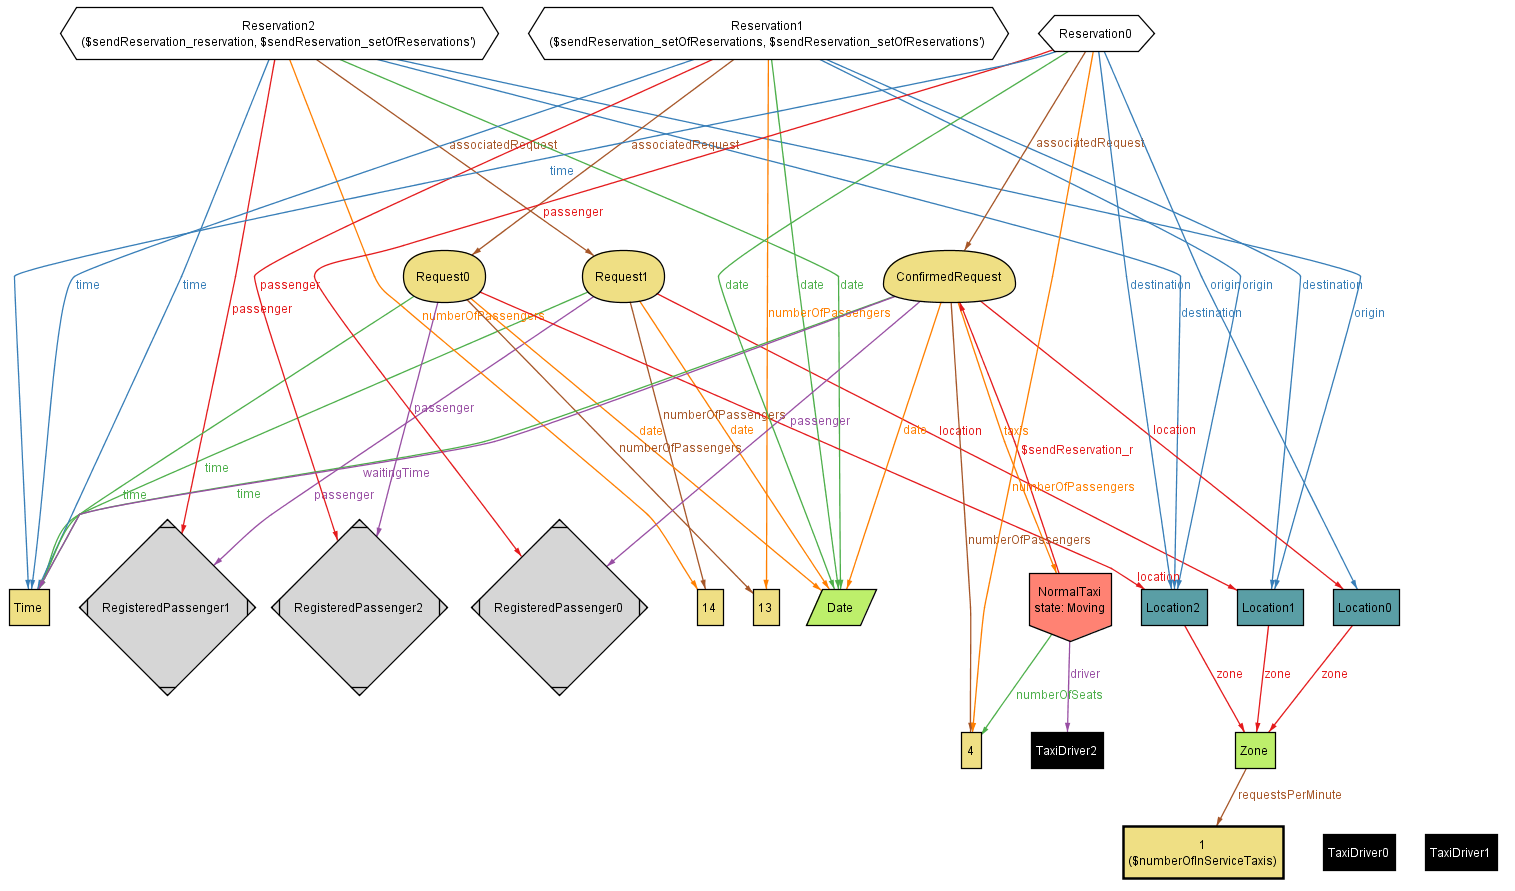 Reservation2
($sendReservation_reservation, $sendReservation_setOfReservations')
Reservation1
($sendReservation_setOfReservations, $sendReservation_setOfReservations')
Reservation0
associatedRequest
associatedRequest
associatedRequest
time
passenger
Request0
Request1
ConfirmedRequest
time
time
passenger
date
date
date
destination
origin
origin
destination
passenger
numberOfPassengers
numberOfPassengers
destination
origin
passenger
numberOfPassengers
passenger
date
date
date
location
taxis
location
numberOfPassengers
$sendReservation_r
time
waitingTime
numberOfPassengers
time
time
passenger
numberOfPassengers
location
Time
RegisteredPassenger1
RegisteredPassenger2
RegisteredPassenger0
14
13
Date
NormalTaxi
state: Moving
Location2
Location1
Location0
driver
zone
zone
zone
numberOfSeats
4
TaxiDriver2
Zone
requestsPerMinute
1
($numberOfInServiceTaxis)
TaxiDriver0
TaxiDriver1